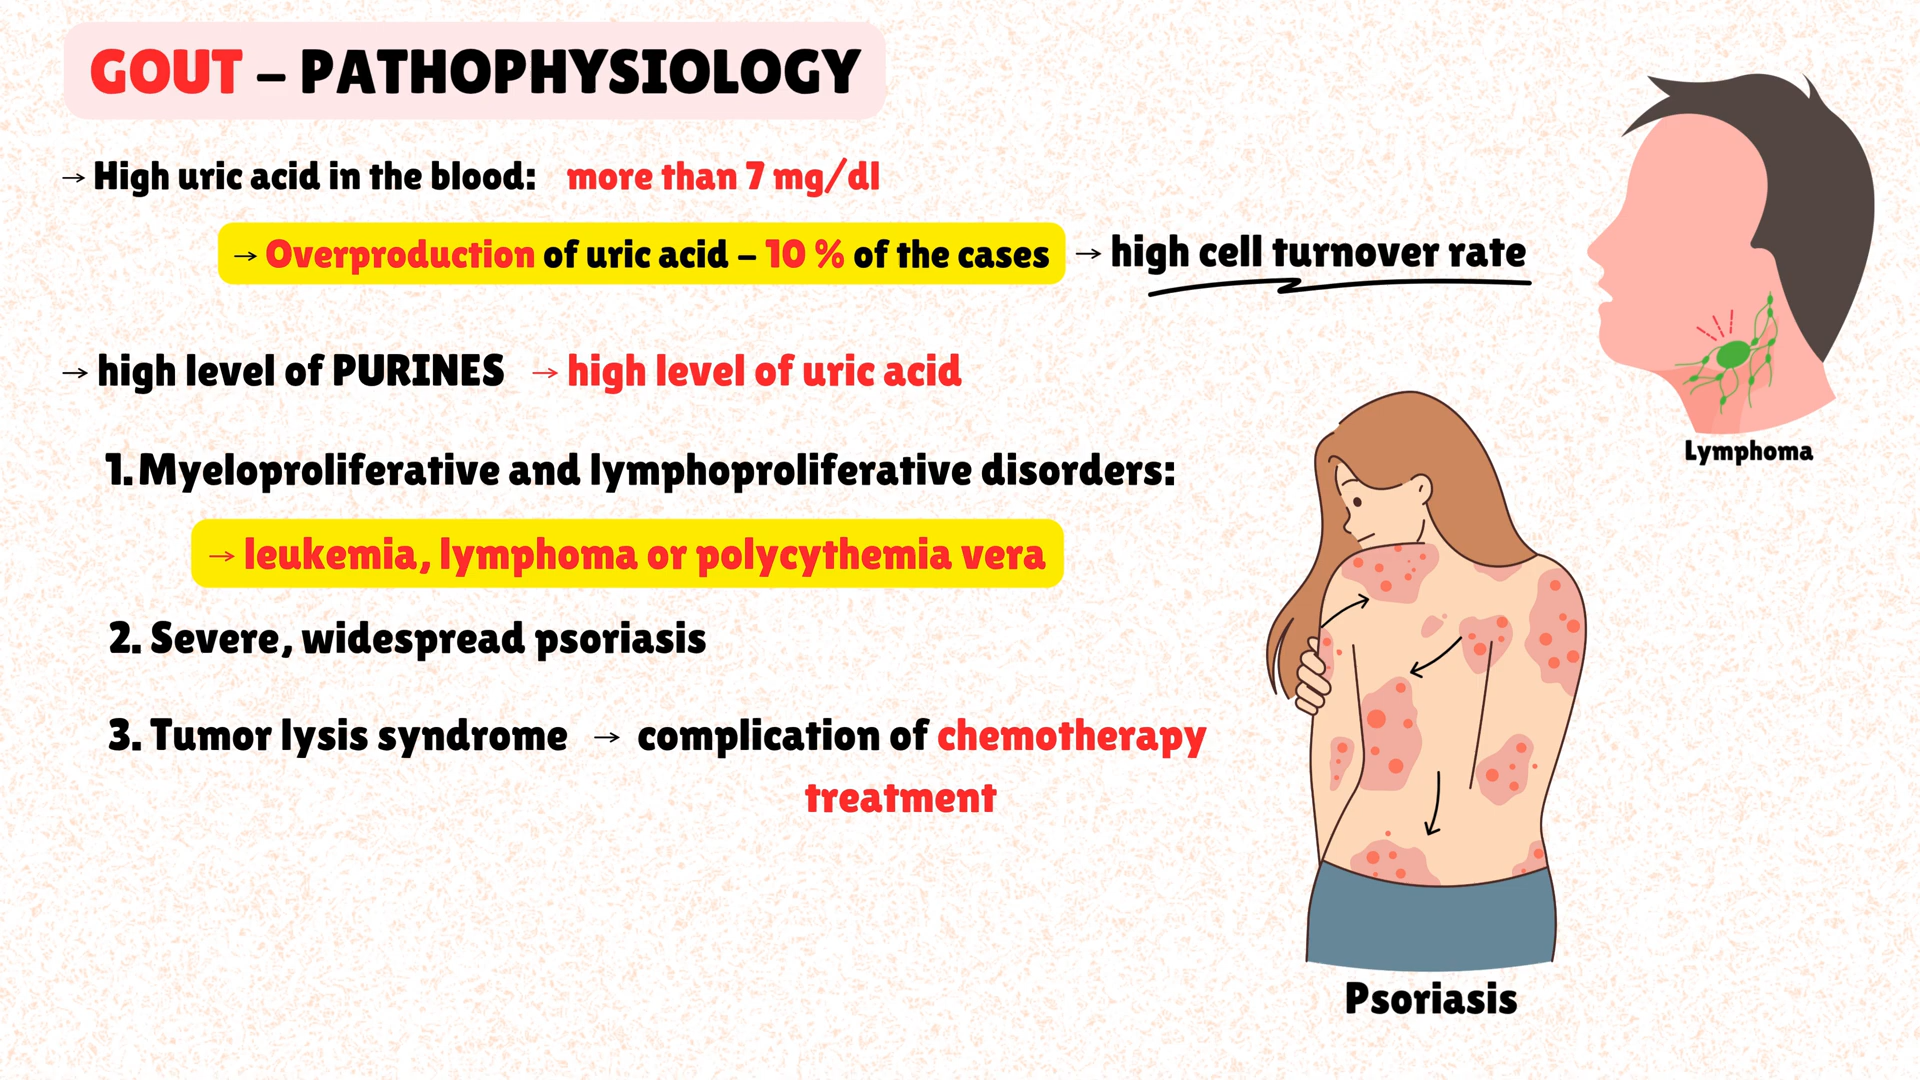 GOUT – PATHOPHYSIOLOGY
→ High uric acid in the blood: more than 7 mg/dl
→ Overproduction of uric acid – 10 % of the cases → high cell turnover rate
→ high level of PURINES → high level of uric acid
1. Myeloproliferative and lymphoproliferative disorders:
Lymphoma
→ leukemia, lymphoma or polycythemia vera
2. Severe, widespread psoriasis
3. Tumor lysis syndrome → complication of chemotherapy
treatment
Psoriasis